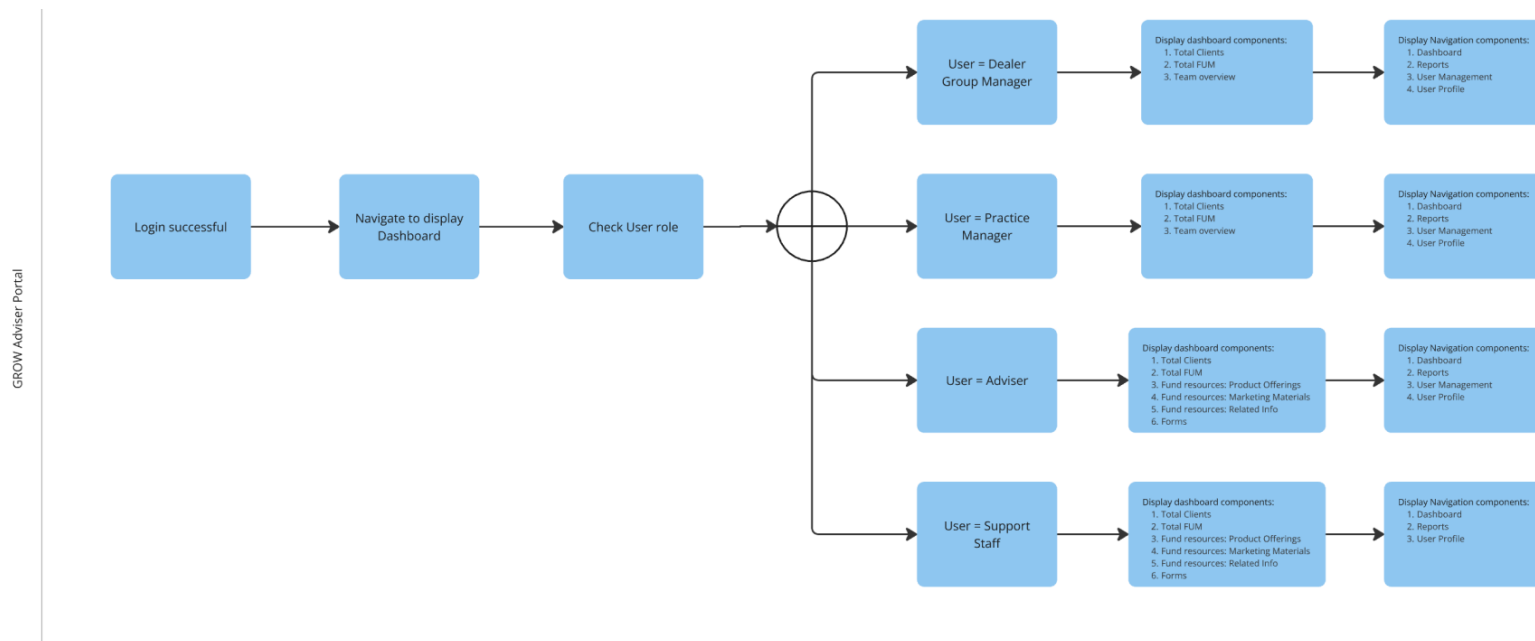 GROW Adviser Portal
Login successful
Navigate to display
Dashboard
Check User role
User = Dealer
Group Manager
Display dashboard components:
1. Total Clients
2. Total FUM
3. Team overview
Display Navigation components:
1. Dashboard
2. Reports
3. User Management
4. User Profile
User = Practice
Manager
Display dashboard components:
1. Total Clients
2. Total FUM
3. Team overview
Display Navigation components:
1. Dashboard
2. Reports
3. User Management
4. User Profile
User = Adviser
Display dashboard components:
1. Total Clients
2. Total FUM
3. Fund resources: Product Offerings
4. Fund resources: Marketing Materials
5. Fund resources: Related Info
6. Forms
Display Navigation components:
1. Dashboard
2. Reports
3. User Management
4. User Profile
User = Support
Staff
Display dashboard components:
1. Total Clients
2. Total FUM
3. Fund resources: Product Offerings
4. Fund resources: Marketing Materials
5. Fund resources: Related Info
6. Forms
Display Navigation components:
1. Dashboard
2. Reports
3. User Profile